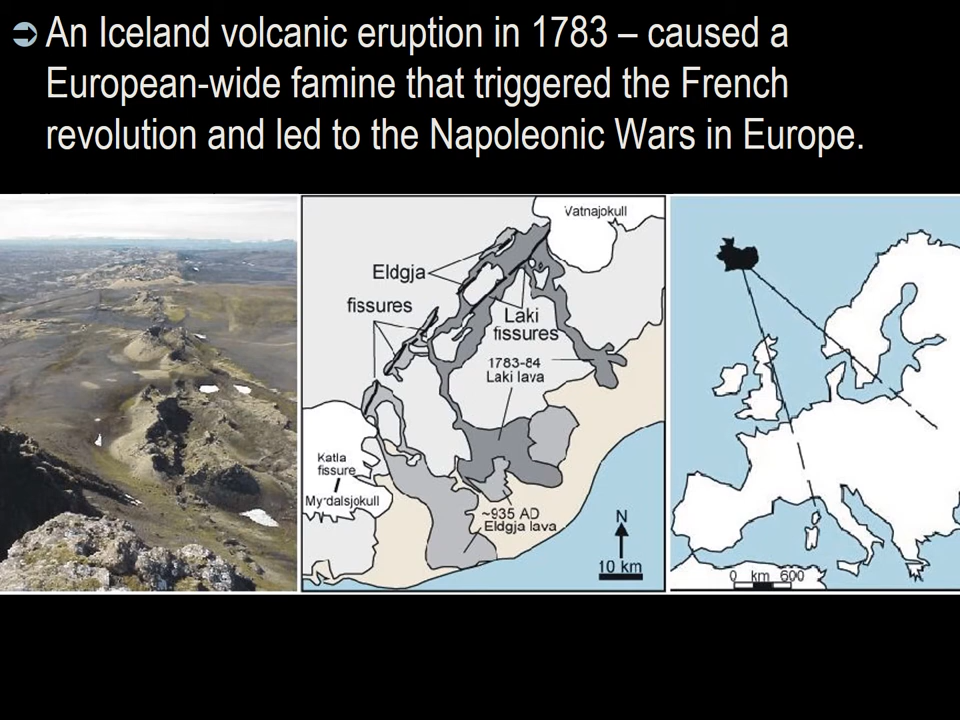 An Iceland volcanic eruption in 1783 – caused a
European-wide famine that triggered the French
revolution and led to the Napoleonic Wars in Europe.
Vatnajokull
Eldgja
fissures
Laki
fissures
1783-84
Laki lava
Katla
fissure
My·dalsjokull
~935 AD
Eldgja lava
N
10 km
0 km 600